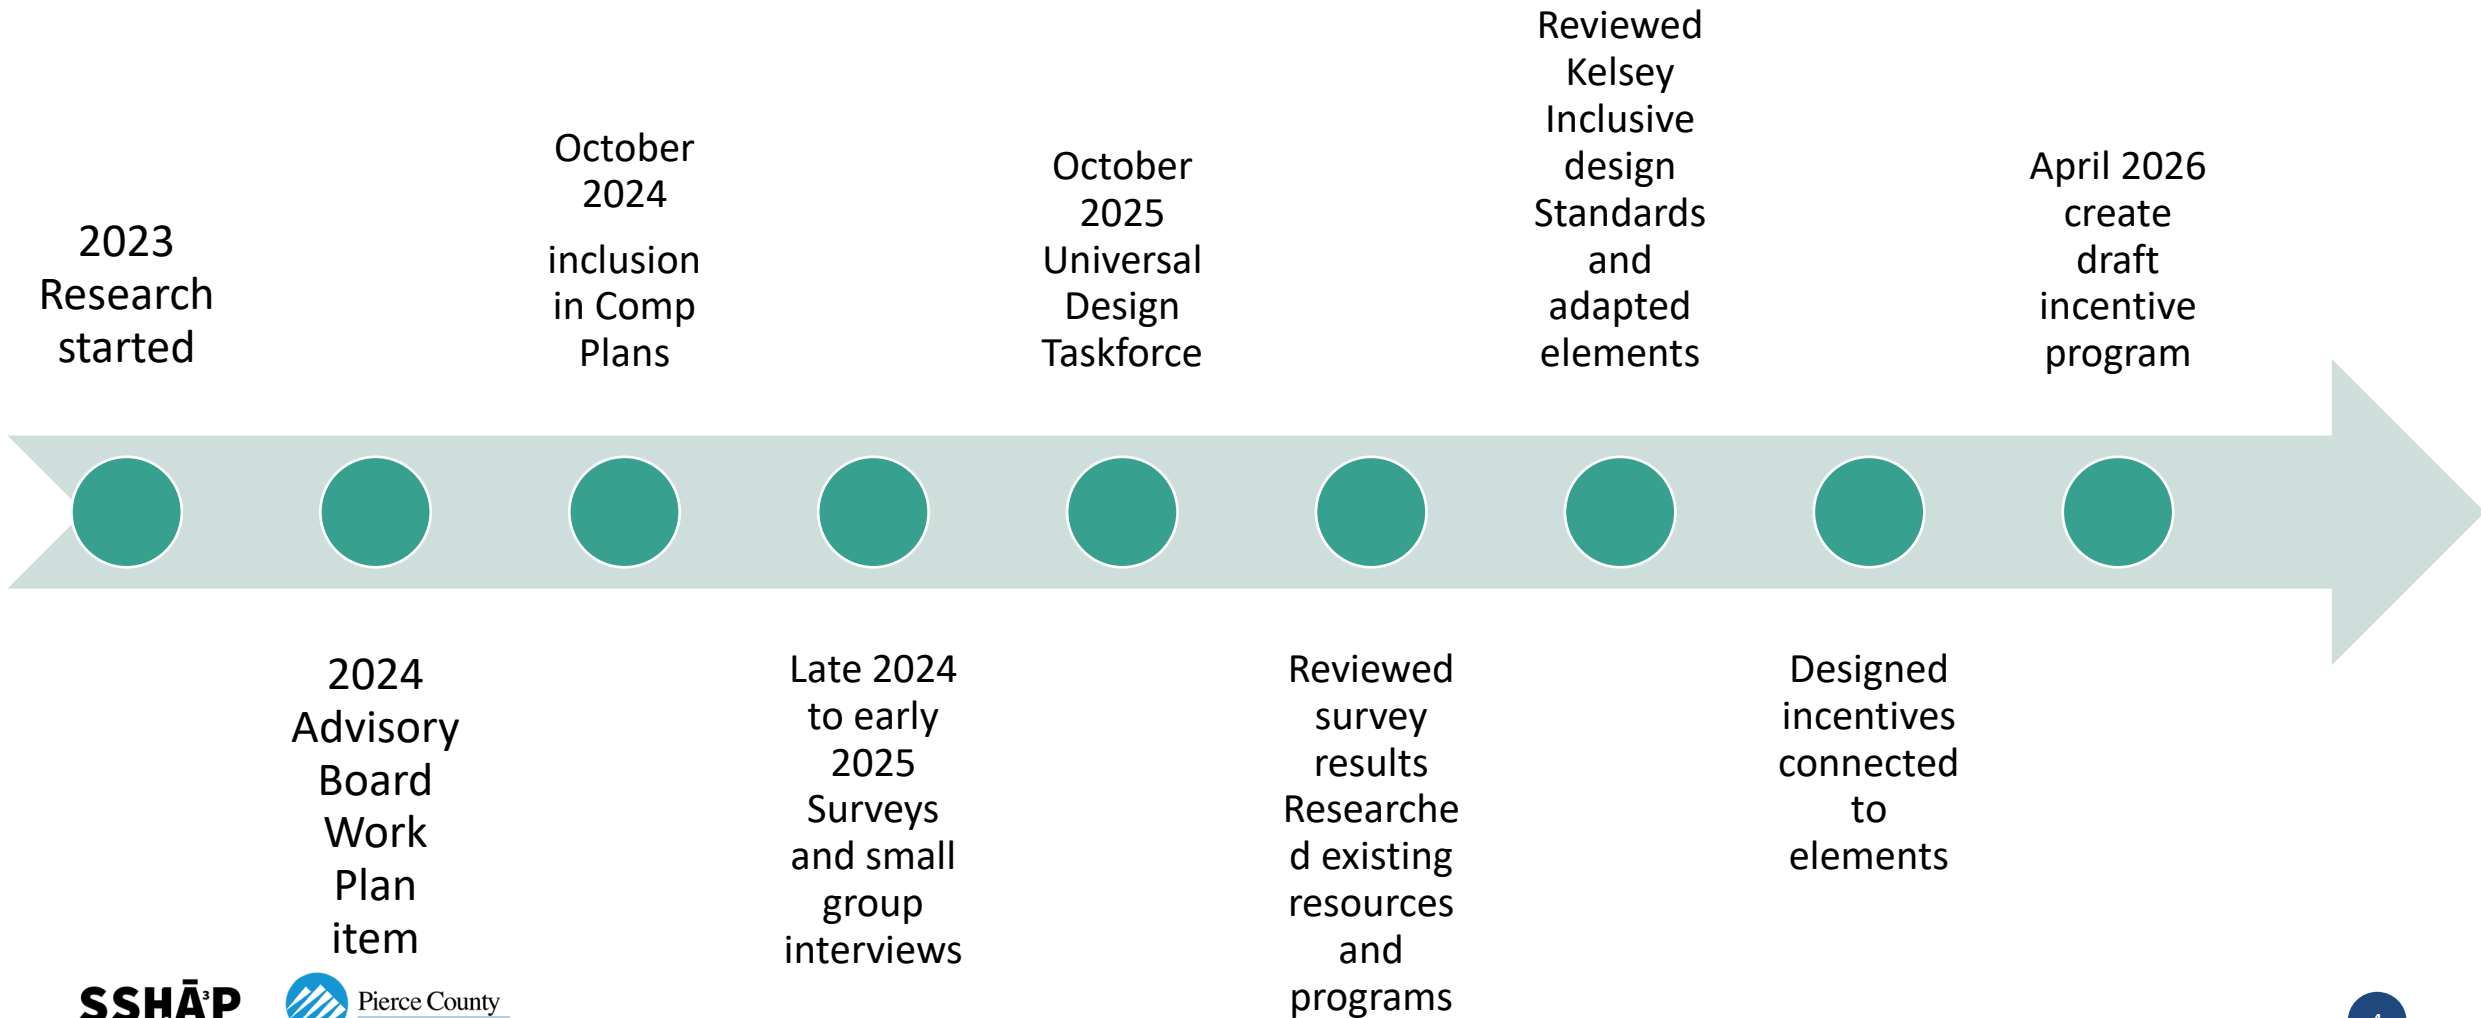 2023
Research
started
2024
Advisory
Board
Work
Plan
item
October
2024
inclusion
in Comp
Plans
Late 2024
to early
2025
Surveys
and small
group
interviews
October
2025
Universal
Design
Taskforce
Reviewed
survey
results
Researche
d existing
resources
and
programs
Reviewed
Kelsey
Inclusive
design
Standards
and
adapted
elements
Designed
incentives
connected
to
elements
April 2026
create
draft
incentive
program
SSHĀ³P
Pierce County